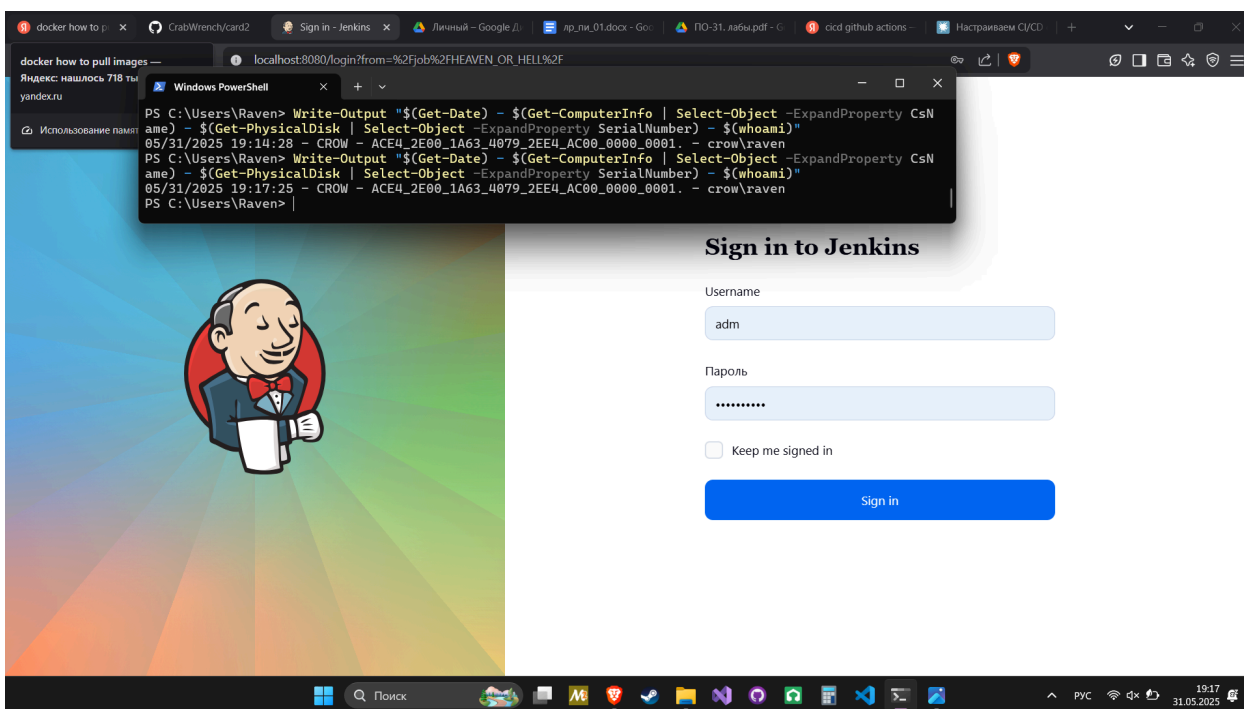 docker how to p
CrabWrench/card2
Sign in - Jenkins
Личный – Google Д
лр_пи_01.docx - Goo
ПО-31. лабы.pdf - G
cicd github actions –
Настраиваем CI/CD
docker how to pull images —
Яндекс: нашлось 718 ты
yandex.ru
Использование памят
localhost:8080/login?from=%2Fjob%2FHEAVEN_OR_HELL%2F
Windows PowerShell
PS C:\Users\Raven> Write-Output "$(Get-Date) - $(Get-ComputerInfo | Select-Object -ExpandProperty CsN
ame) - $(Get-PhysicalDisk | Select-Object -ExpandProperty SerialNumber) - $(whoami)"
05/31/2025 19:14:28 - CROW - ACE4_2E00_1A63_4079_2EE4_AC00_0000_0001. - crow\raven
PS C:\Users\Raven> Write-Output "$(Get-Date) - $(Get-ComputerInfo | Select-Object -ExpandProperty CsN
ame) - $(Get-PhysicalDisk | Select-Object -ExpandProperty SerialNumber) - $(whoami)"
05/31/2025 19:17:25 - CROW - ACE4_2E00_1A63_4079_2EE4_AC00_0000_0001. - crow\raven
PS C:\Users\Raven>
Sign in to Jenkins
Username
adm
Пароль
••••••••••
Keep me signed in
Sign in
Поиск
РУС
19:17
31.05.2025